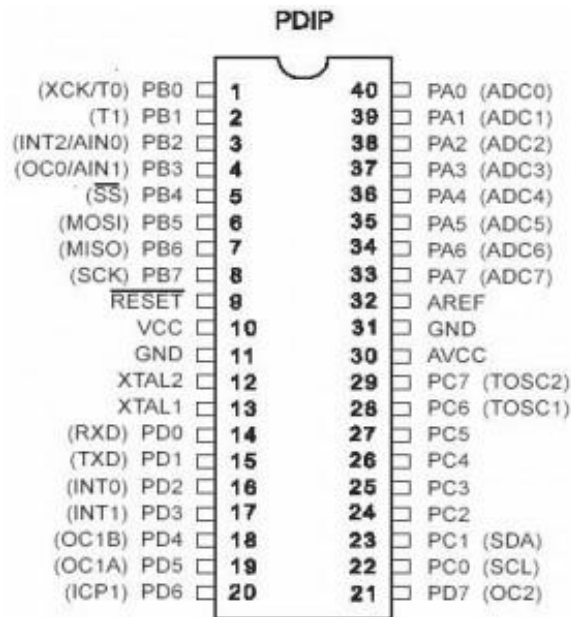 PDIP
(XCK/T0) PB0 1 40 PA0 (ADC0)
(T1) PB1 2 39 PA1 (ADC1)
(INT2/AIN0) PB2 3 38 PA2 (ADC2)
(OC0/AIN1) PB3 4 37 PA3 (ADC3)
(SS) PB4 5 36 PA4 (ADC4)
(MOSI) PB5 6 35 PA5 (ADC5)
(MISO) PB6 7 34 PA6 (ADC6)
(SCK) PB7 8 33 PA7 (ADC7)
RESET 9 32 AREF
VCC 10 31 GND
GND 11 30 AVCC
XTAL2 12 29 PC7 (TOSC2)
XTAL1 13 28 PC6 (TOSC1)
(RXD) PD0 14 27 PC5
(TXD) PD1 15 26 PC4
(INT0) PD2 16 25 PC3
(INT1) PD3 17 24 PC2
(OC1B) PD4 18 23 PC1 (SDA)
(OC1A) PD5 19 22 PC0 (SCL)
(ICP1) PD6 20 21 PD7 (OC2)